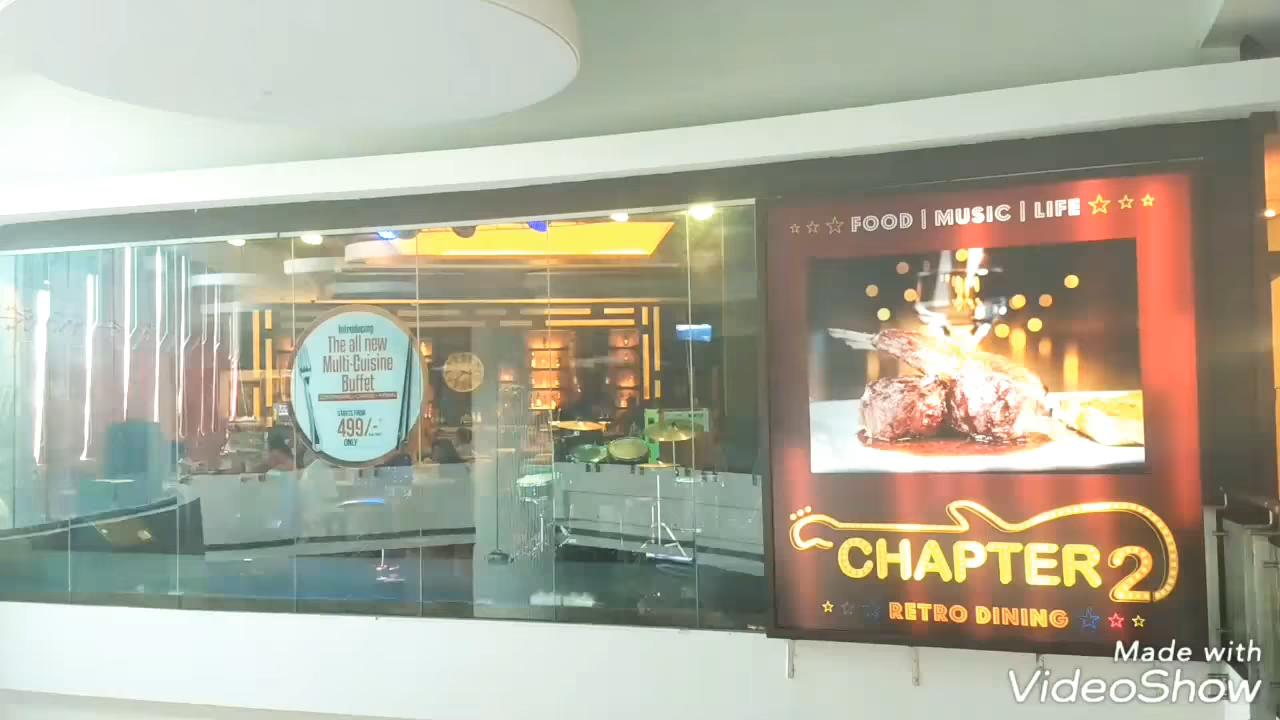 FOOD | MUSIC | LIFE
Introducing
The all new
Multi-Cuisine
Buffet
STARTS FROM
499/-
ONLY
CHAPTER 2
RETRO DINING
Made with
VideoShow